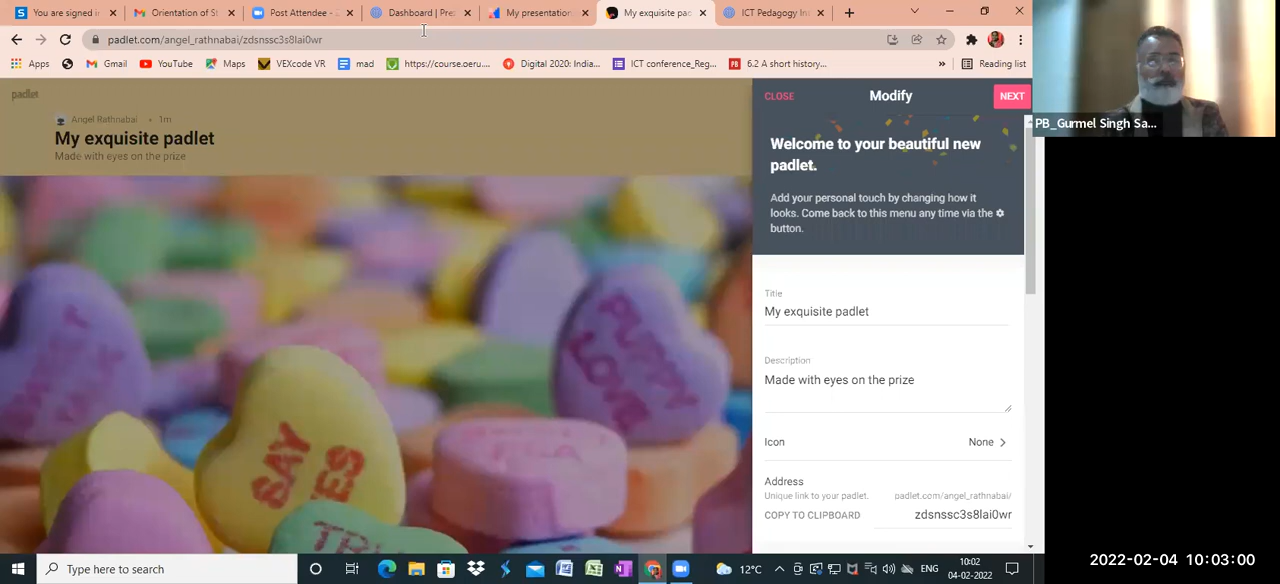 You are signed in
Orientation of St
Post Attendee -
Dashboard | Prez
My presentation
My exquisite pad
ICT Pedagogy In
padlet.com/angel_rathnabai/zdsnssc3s8lai0wr
Apps
Gmail
YouTube
Maps
VEXcode VR
mad
https://course.oeru....
Digital 2020: India...
ICT conference_Reg...
6.2 A short history...
»
Reading list
padlet
Angel Rathnabai • 1m
My exquisite padlet
Made with eyes on the prize
CLOSE
Modify
NEXT
Welcome to your beautiful new
padlet.
Add your personal touch by changing how it
looks. Come back to this menu any time via the
button.
Title
My exquisite padlet
Description
Made with eyes on the prize
Icon
None
Address
Unique link to your padlet.
padlet.com/angel_rathnabai/
COPY TO CLIPBOARD
zdsnssc3s8lai0wr
PUPPY
LOVE
SAY
YES
PB_Gurmel Singh Sa...
Type here to search
12°C
ENG
10:02
04-02-2022
2022-02-04 10:03:00